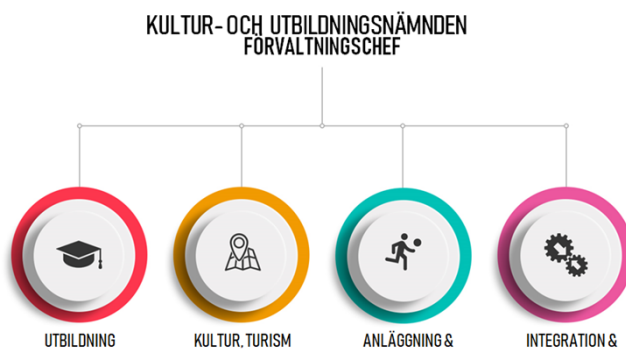 KULTUR- OCH UTBILDNINGSNÄMNDEN
FÖRVALTNINGSCHEF
UTBILDNING
KULTUR, TURISM
ANLÄGGNING &
INTEGRATION &